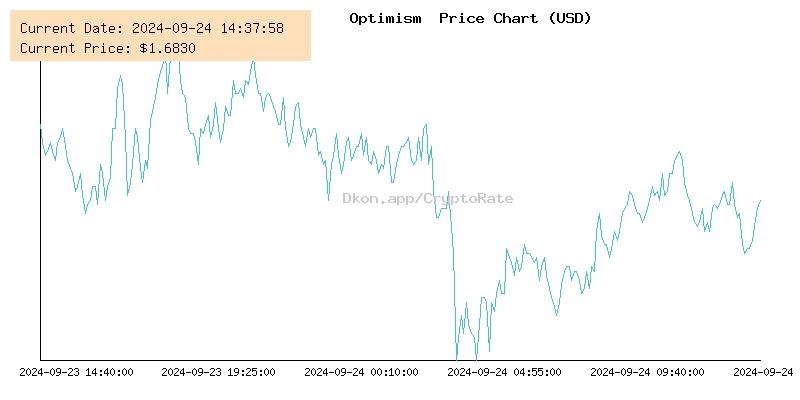 Optimism Price Chart (USD)
Current Date: 2024-09-24 14:37:58
Current Price: $1.6830
Dkon.app/CryptoRate
2024-09-23 14:40:00 2024-09-23 19:25:00 2024-09-24 00:10:00 2024-09-24 04:55:00 2024-09-24 09:40:00 2024-09-24